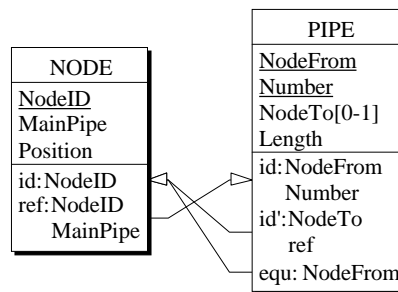 NODE
NodeID
MainPipe
Position
id:NodeID
ref:NodeID
MainPipe
PIPE
NodeFrom
Number
NodeTo[0-1]
Length
id:NodeFrom
Number
id':NodeTo
ref
equ: NodeFrom